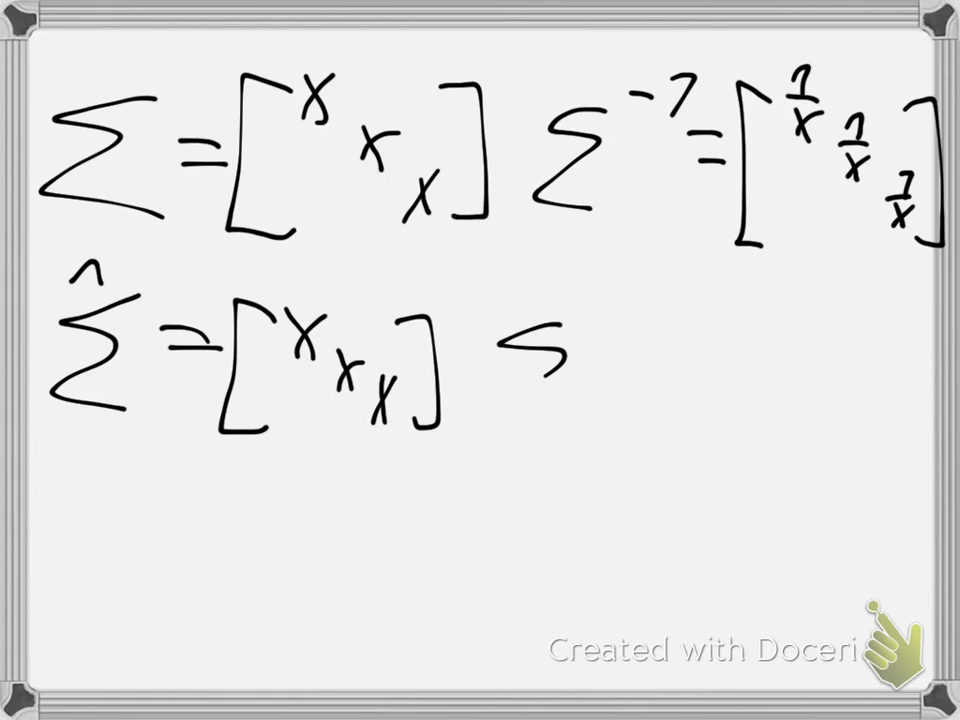 Σ = [x x x] Σ⁻¹ = [1/x 1/x 1/x]
Σ̂ = [x x x]
Created with Doceri